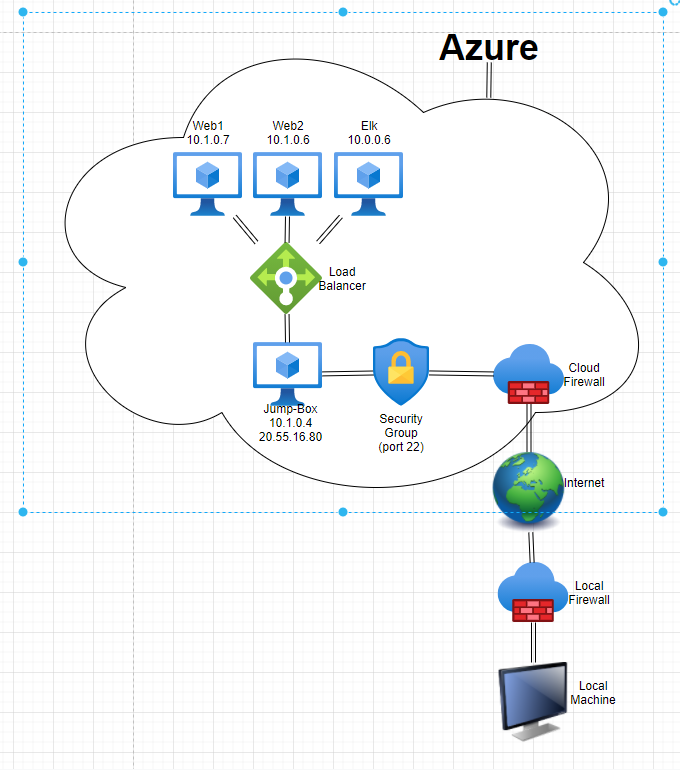 Azure
Web1
10.1.0.7
Web2
10.1.0.6
Elk
10.0.0.6
Load
Balancer
Jump-Box
10.1.0.4
20.55.16.80
Security
Group
(port 22)
Cloud
Firewall
Internet
Local
Firewall
Local
Machine